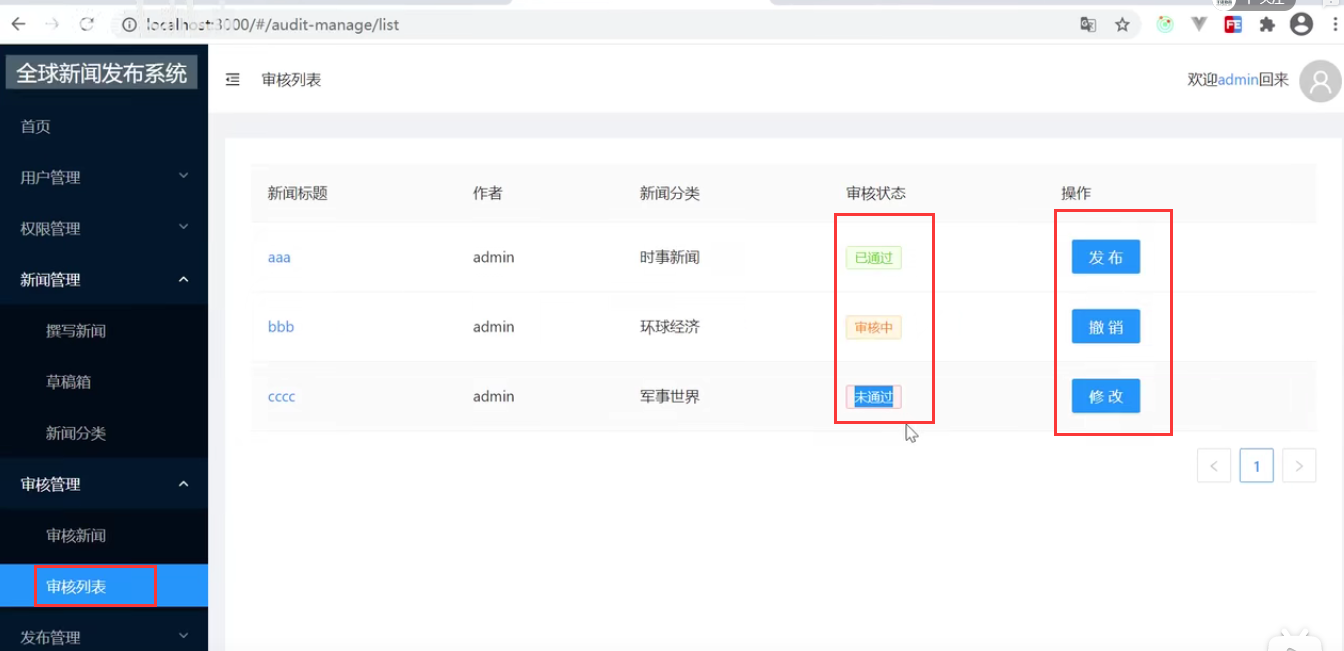 localhost:3000/#/audit-manage/list
全球新闻发布系统
审核列表
欢迎admin回来
首页
用户管理
权限管理
新闻管理
撰写新闻
草稿箱
新闻分类
审核管理
审核新闻
审核列表
发布管理
新闻标题 作者 新闻分类 审核状态 操作
aaa admin 时事新闻 已通过 发布
bbb admin 环球经济 审核中 撤销
cccc admin 军事世界 未通过 修改
< 1 >